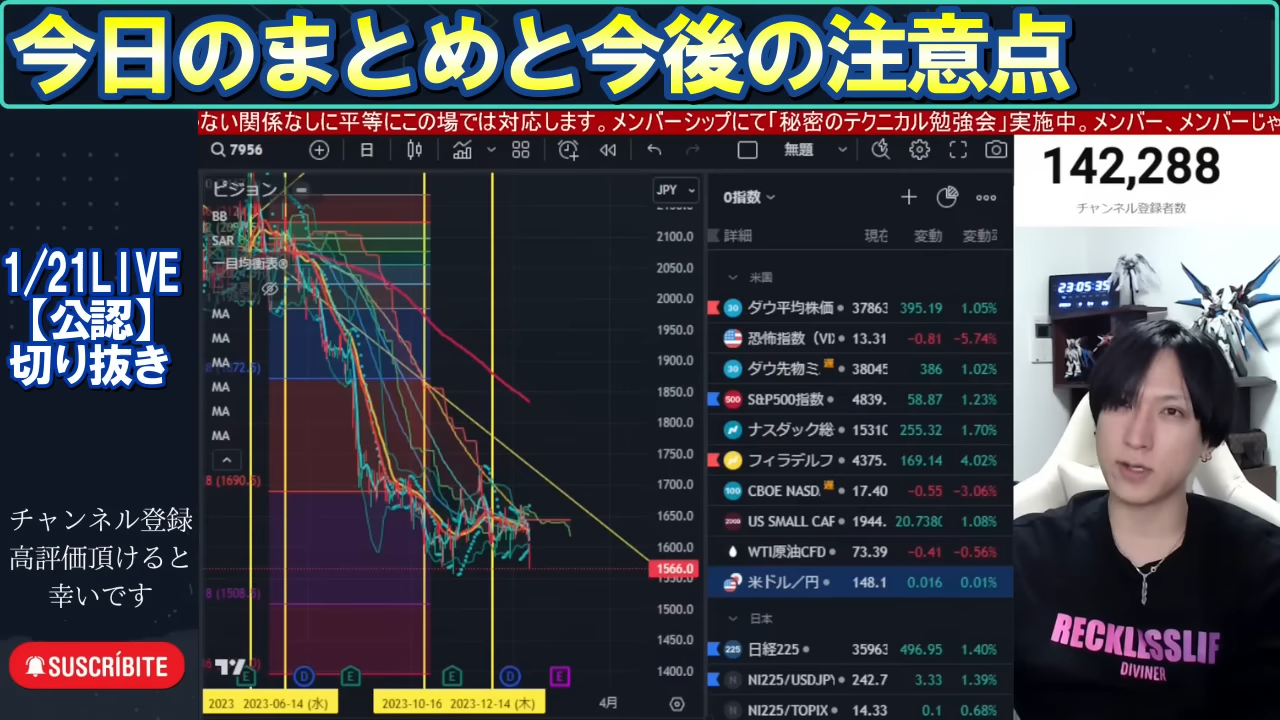 今日のまとめと今後の注意点
ない関係なしに平等にこの場では対応します。メンバーシップにて「秘密のテクニカル勉強会」実施中。メンバー、メンバーじゃ
7956
日
無題
142,288
チャンネル登録者数
1/21LIVE
【公認】
切り抜き
チャンネル登録
高評価頂けると
幸いです
SUSCRÍBITE
ピジョン
BB
SAR
一目均衡表
MA
MA
MA
MA
MA
MA
8 (1690.5)
8 (1508.5)
JPY
2100.0
2050.0
2000.0
1950.0
1900.0
1850.0
1800.0
1750.0
1700.0
1650.0
1600.0
1566.0
1550.0
1500.0
1450.0
1400.0
E D E E D E
2023 2023-06-14 (水) 2023-10-16 2023-12-14 (木) 4月
0指数
詳細 現在 変動 変動率
米国
30 ダウ平均株価 37863 395.19 1.05%
恐怖指数（VI 13.31 −0.81 −5.74%
30 ダウ先物ミ 38045 386 1.02%
500 S&P500指数 4839. 58.87 1.23%
ナスダック総 15310 255.32 1.70%
フィラデルフ 4375. 169.14 4.02%
100 CBOE NASD. 17.40 −0.55 −3.06%
2000 US SMALL CAP 1944. 20.7380 1.08%
WTI原油CFD 73.39 −0.41 −0.56%
米ドル／円 148.1 0.016 0.01%
日本
225 日経225 35963 496.95 1.40%
N NI225/USDJPY 242.7 3.33 1.39%
N NI225/TOPIX 14.33 0.1 0.68%
23:05:35
RECKLESSLIF
DIVINER